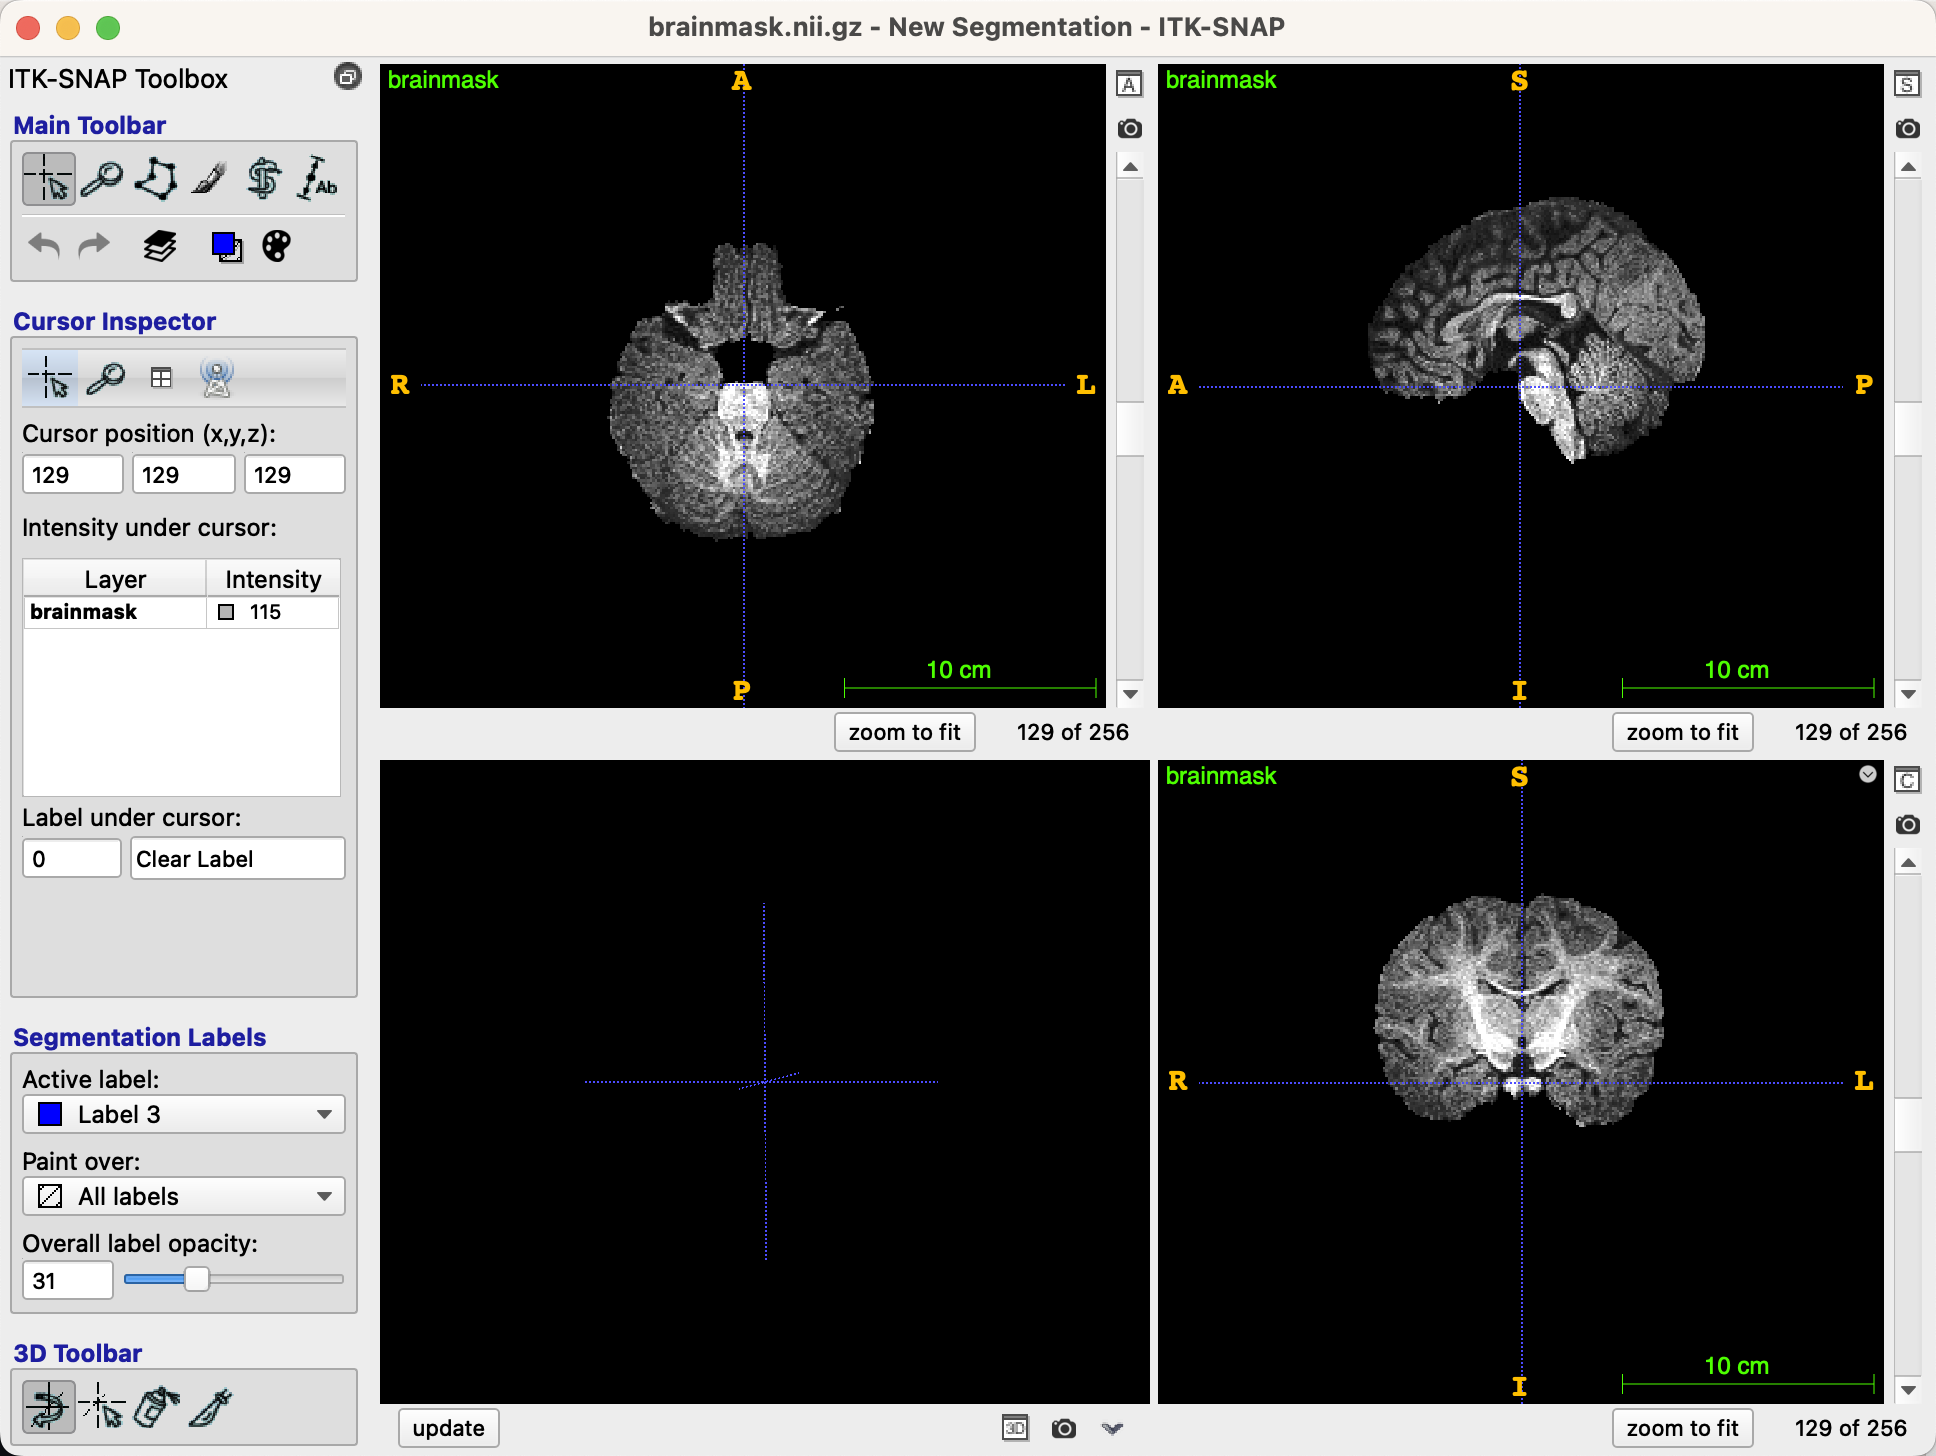 brainmask.nii.gz - New Segmentation - ITK-SNAP
ITK-SNAP Toolbox
Main Toolbar
Ab
Cursor Inspector
Cursor position (x,y,z):
129 129 129
Intensity under cursor:
Layer Intensity
brainmask 115
Label under cursor:
0 Clear Label
Segmentation Labels
Active label:
Label 3
Paint over:
All labels
Overall label opacity:
31
3D Toolbar
brainmask
A
R
L
P
10 cm
A
zoom to fit 129 of 256
brainmask
S
A
P
I
10 cm
S
zoom to fit 129 of 256
update
3D
brainmask
S
R
L
I
10 cm
C
zoom to fit 129 of 256